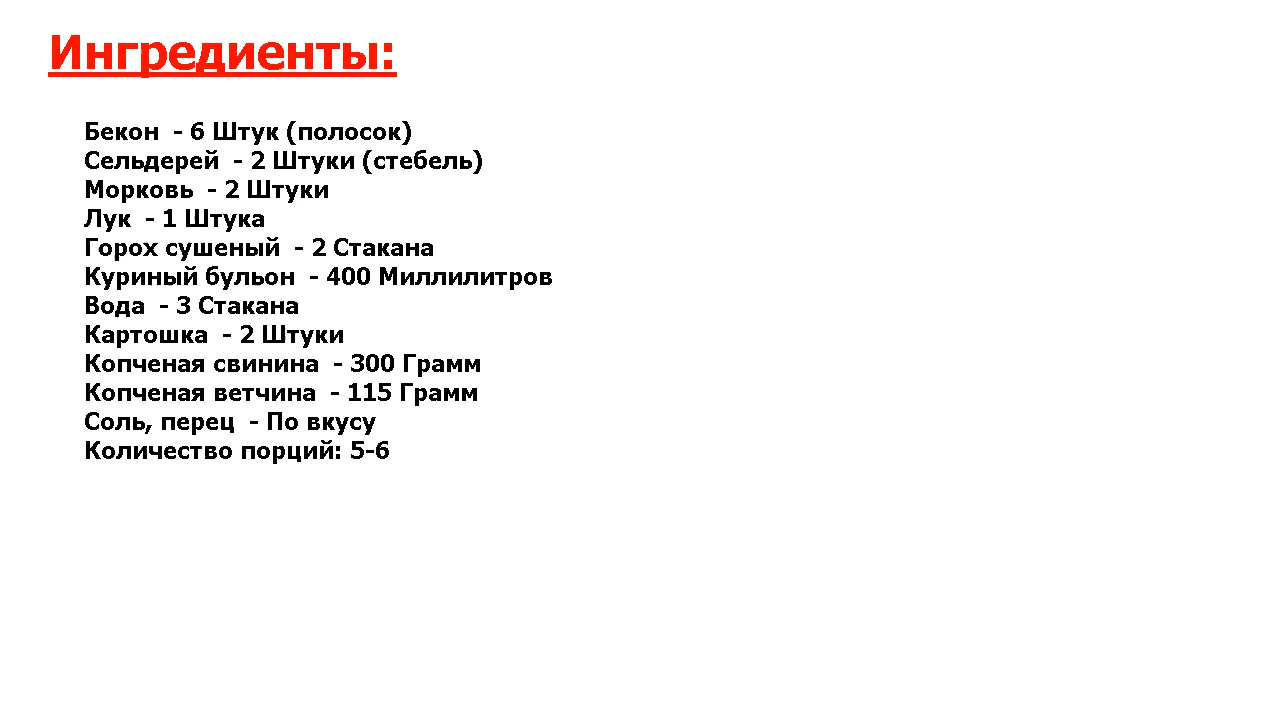 Ингредиенты:
Бекон  - 6 Штук (полосок)
Сельдерей  - 2 Штуки (стебель)
Морковь  - 2 Штуки
Лук  - 1 Штука
Горох сушеный  - 2 Стакана
Куриный бульон  - 400 Миллилитров
Вода  - 3 Стакана
Картошка  - 2 Штуки
Копченая свинина  - 300 Грамм
Копченая ветчина  - 115 Грамм
Соль, перец  - По вкусу
Количество порций: 5-6